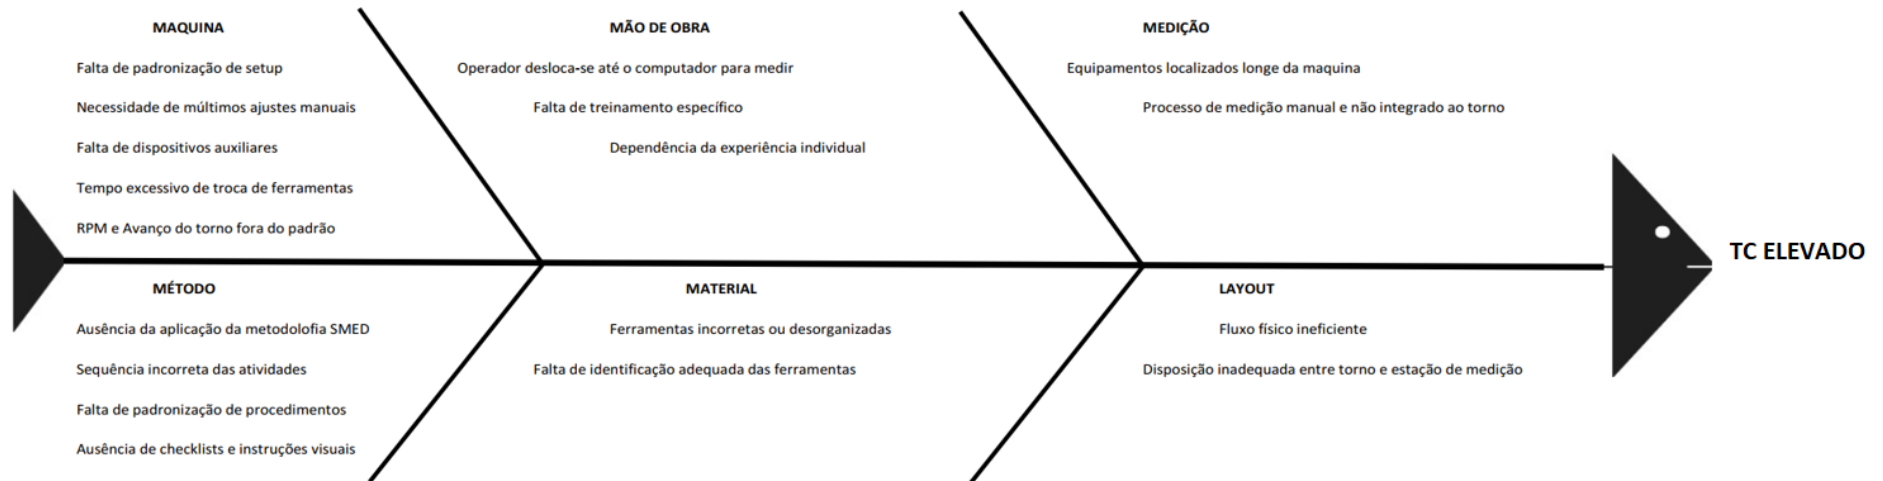 MAQUINA
Falta de padronização de setup
Necessidade de múltimos ajustes manuais
Falta de dispositivos auxiliares
Tempo excessivo de troca de ferramentas
RPM e Avanço do torno fora do padrão
MÃO DE OBRA
Operador desloca-se até o computador para medir
Falta de treinamento específico
Dependência da experiência individual
MEDIÇÃO
Equipamentos localizados longe da maquina
Processo de medição manual e não integrado ao torno
TC ELEVADO
MÉTODO
Ausência da aplicação da metodolofia SMED
Sequência incorreta das atividades
Falta de padronização de procedimentos
Ausência de checklists e instruções visuais
MATERIAL
Ferramentas incorretas ou desorganizadas
Falta de identificação adequada das ferramentas
LAYOUT
Fluxo físico ineficiente
Disposição inadequada entre torno e estação de medição